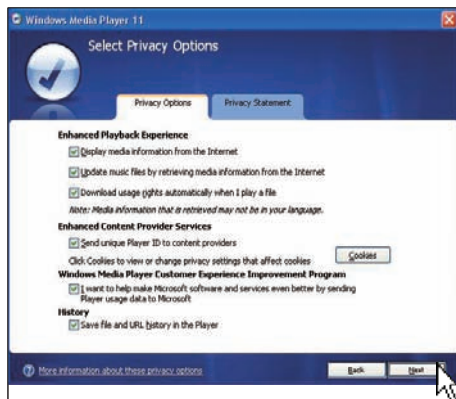 Windows Media Player 11
Select Privacy Options
Privacy Options Privacy Statement
Enhanced Playback Experience
Display media information from the Internet
Update music files by retrieving media information from the Internet
Download usage rights automatically when I play a file
Note: Media information that is retrieved may not be in your language.
Enhanced Content Provider Services
Send unique Player ID to content providers
Click Cookies to view or change privacy settings that affect cookies Cookies
Windows Media Player Customer Experience Improvement Program
I want to help make Microsoft software and services even better by sending
Player usage data to Microsoft
History
Save file and URL history in the Player
More information about these privacy options Back Next